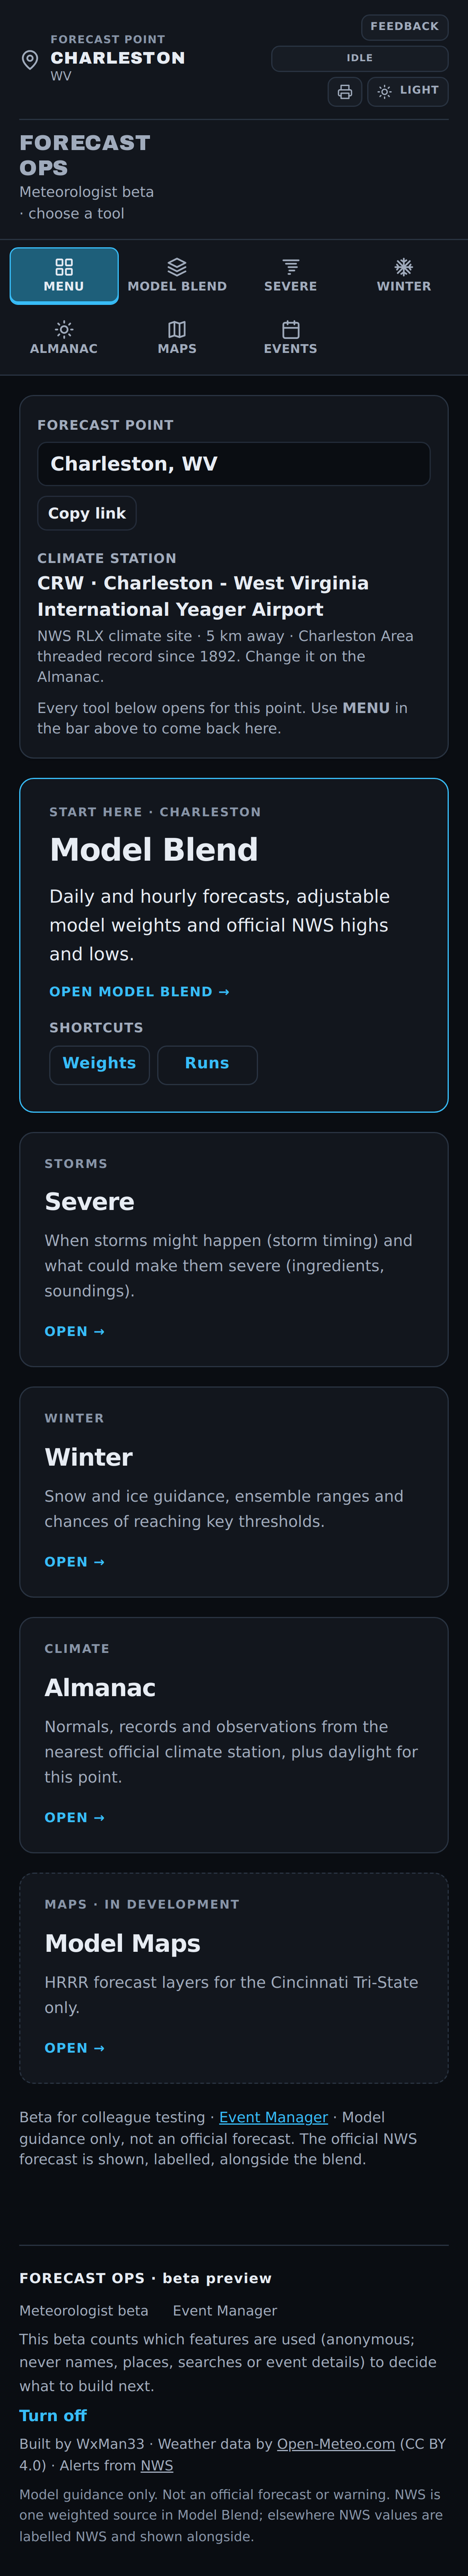 FORECAST POINT
CHARLESTON
WV
FEEDBACK
IDLE
LIGHT
FORECAST
OPS
Meteorologist beta
· choose a tool
MENU
MODEL BLEND
SEVERE
WINTER
ALMANAC
MAPS
EVENTS
FORECAST POINT
Charleston, WV
Copy link
CLIMATE STATION
CRW · Charleston - West Virginia
International Yeager Airport
NWS RLX climate site · 5 km away · Charleston Area
threaded record since 1892. Change it on the
Almanac.
Every tool below opens for this point. Use MENU in
the bar above to come back here.
START HERE · CHARLESTON
Model Blend
Daily and hourly forecasts, adjustable
model weights and official NWS highs
and lows.
OPEN MODEL BLEND →
SHORTCUTS
Weights
Runs
STORMS
Severe
When storms might happen (storm timing) and
what could make them severe (ingredients,
soundings).
OPEN →
WINTER
Winter
Snow and ice guidance, ensemble ranges and
chances of reaching key thresholds.
OPEN →
CLIMATE
Almanac
Normals, records and observations from the
nearest official climate station, plus daylight for
this point.
OPEN →
MAPS · IN DEVELOPMENT
Model Maps
HRRR forecast layers for the Cincinnati Tri-State
only.
OPEN →
Beta for colleague testing · Event Manager · Model
guidance only, not an official forecast. The official NWS
forecast is shown, labelled, alongside the blend.
FORECAST OPS · beta preview
Meteorologist beta Event Manager
This beta counts which features are used (anonymous;
never names, places, searches or event details) to decide
what to build next.
Turn off
Built by WxMan33 · Weather data by Open-Meteo.com (CC BY
4.0) · Alerts from NWS
Model guidance only. Not an official forecast or warning. NWS is
one weighted source in Model Blend; elsewhere NWS values are
labelled NWS and shown alongside.